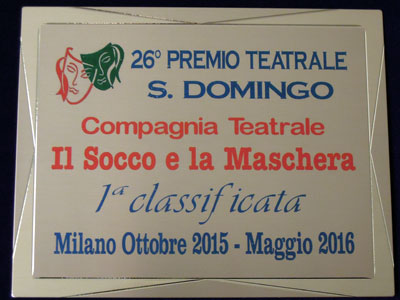 26° PREMIO TEATRALE
S. DOMINGO
Compagnia Teatrale
Il Socco e la Maschera
1ª classificata
Milano Ottobre 2015 - Maggio 2016